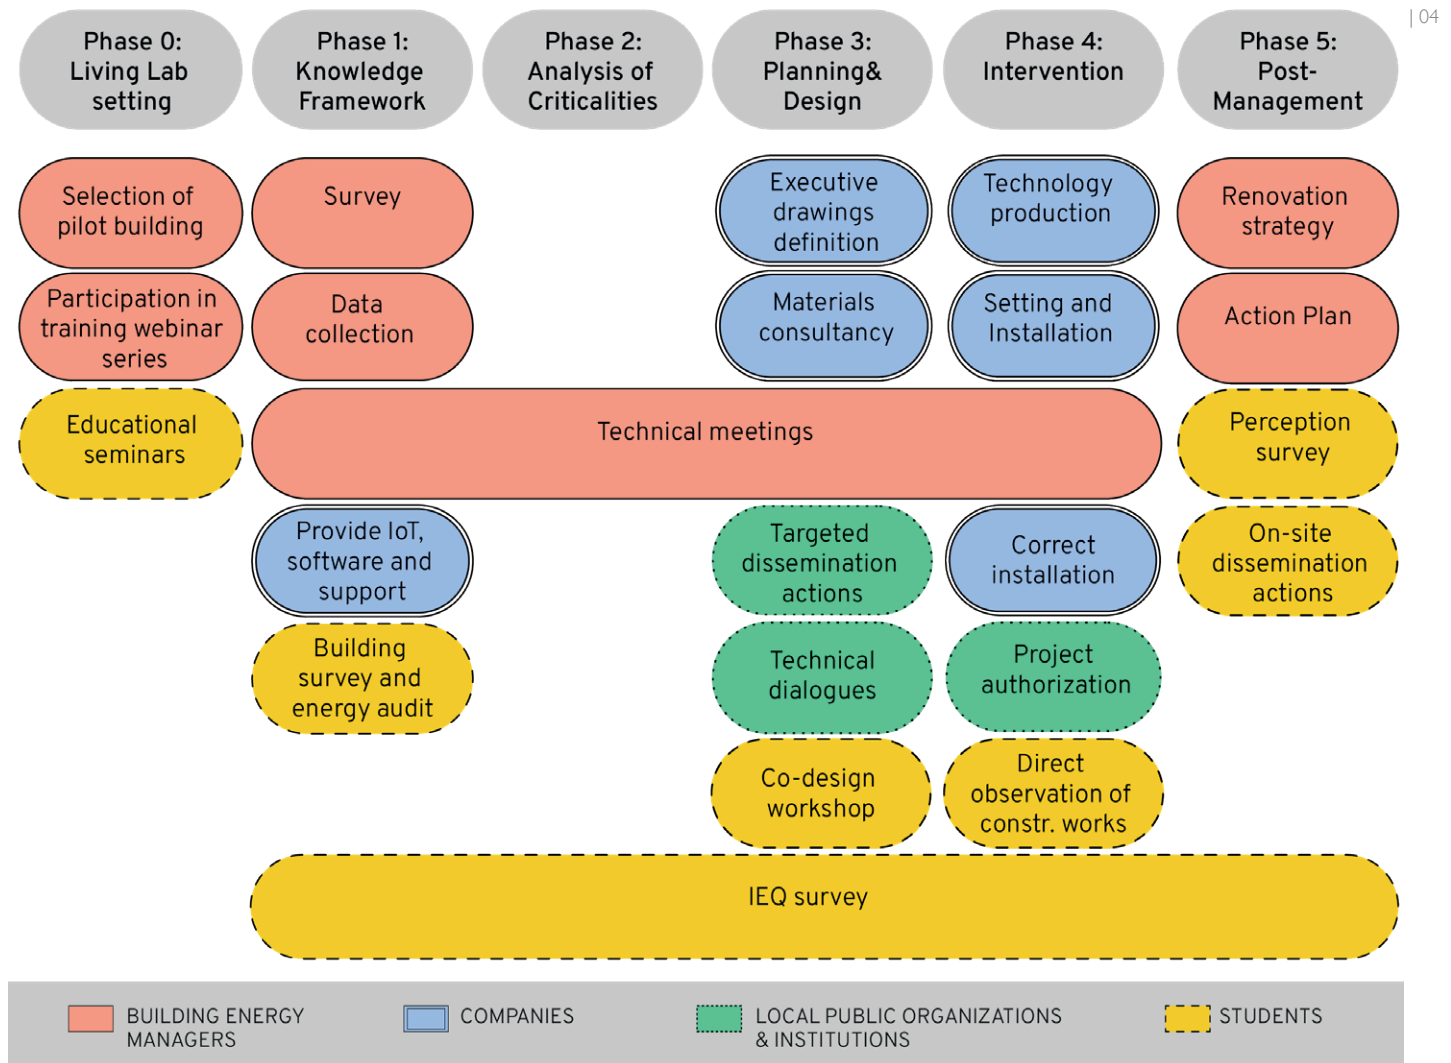 | 04
Phase 0:
Living Lab
setting
Phase 1:
Knowledge
Framework
Phase 2:
Analysis of
Criticalities
Phase 3:
Planning&
Design
Phase 4:
Intervention
Phase 5:
Post-
Management
Selection of
pilot building
Survey
Executive
drawings
definition
Technology
production
Renovation
strategy
Participation in
training webinar
series
Data
collection
Materials
consultancy
Setting and
Installation
Action Plan
Educational
seminars
Technical meetings
Perception
survey
Provide IoT,
software and
support
Targeted
dissemination
actions
Correct
installation
On-site
dissemination
actions
Building
survey and
energy audit
Technical
dialogues
Project
authorization
Co-design
workshop
Direct
observation of
constr. works
IEQ survey
BUILDING ENERGY
MANAGERS
COMPANIES
LOCAL PUBLIC ORGANIZATIONS
& INSTITUTIONS
STUDENTS